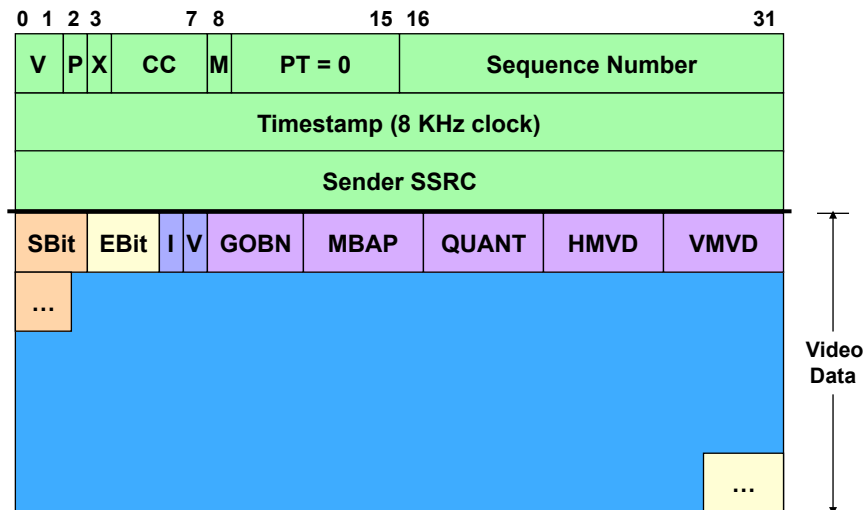 0 1 2 3 7 8 15 16 31
V P X CC M PT = 0 Sequence Number
Timestamp (8 KHz clock)
Sender SSRC
SBit EBit I V GOBN MBAP QUANT HMVD VMVD
...
Video
Data
...